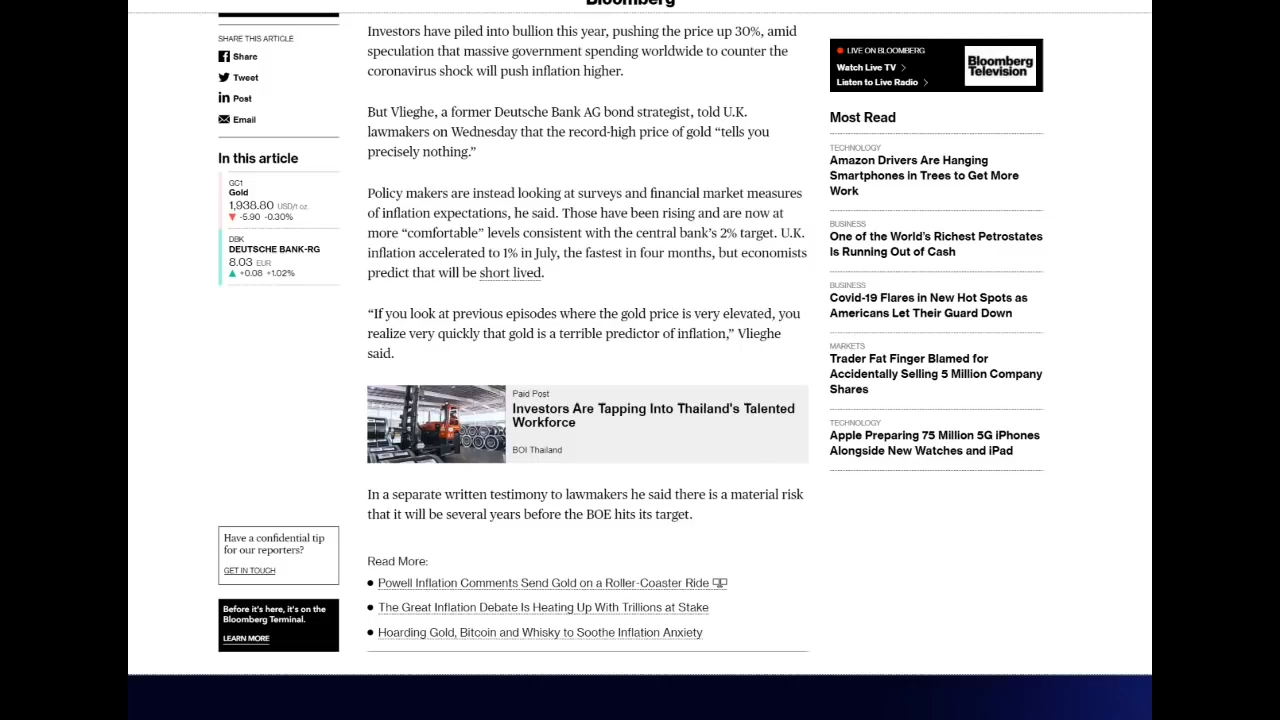 Bloomberg
SHARE THIS ARTICLE
Share
Tweet
Post
Email
In this article
GC1
Gold
1,938.80 USD/t oz.
▼ -5.90 -0.30%
DBK
DEUTSCHE BANK-RG
8.03 EUR
▲ +0.08 +1.02%
Have a confidential tip
for our reporters?
GET IN TOUCH
Before it's here, it's on the
Bloomberg Terminal.
LEARN MORE
Investors have piled into bullion this year, pushing the price up 30%, amid
speculation that massive government spending worldwide to counter the
coronavirus shock will push inflation higher.
But Vlieghe, a former Deutsche Bank AG bond strategist, told U.K.
lawmakers on Wednesday that the record-high price of gold “tells you
precisely nothing.”
Policy makers are instead looking at surveys and financial market measures
of inflation expectations, he said. Those have been rising and are now at
more “comfortable” levels consistent with the central bank’s 2% target. U.K.
inflation accelerated to 1% in July, the fastest in four months, but economists
predict that will be short lived.
“If you look at previous episodes where the gold price is very elevated, you
realize very quickly that gold is a terrible predictor of inflation,” Vlieghe
said.
Paid Post
Investors Are Tapping Into Thailand's Talented
Workforce
BOI Thailand
In a separate written testimony to lawmakers he said there is a material risk
that it will be several years before the BOE hits its target.
Read More:
● Powell Inflation Comments Send Gold on a Roller-Coaster Ride
● The Great Inflation Debate Is Heating Up With Trillions at Stake
● Hoarding Gold, Bitcoin and Whisky to Soothe Inflation Anxiety
LIVE ON BLOOMBERG
Watch Live TV >
Listen to Live Radio >
Bloomberg
Television
Most Read
TECHNOLOGY
Amazon Drivers Are Hanging
Smartphones in Trees to Get More
Work
BUSINESS
One of the World’s Richest Petrostates
Is Running Out of Cash
BUSINESS
Covid-19 Flares in New Hot Spots as
Americans Let Their Guard Down
MARKETS
Trader Fat Finger Blamed for
Accidentally Selling 5 Million Company
Shares
TECHNOLOGY
Apple Preparing 75 Million 5G iPhones
Alongside New Watches and iPad